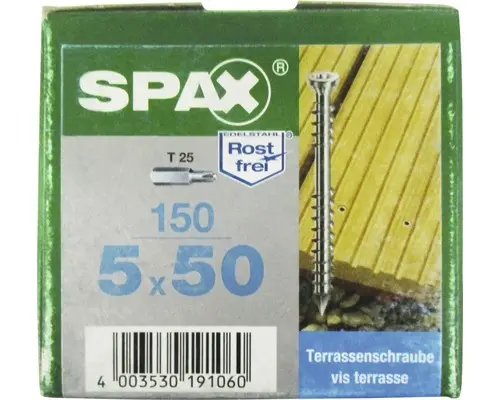 SPAX®
EDELSTAHL®
Rost
frei
T 25
150
5 x 50
4 003530 191060
Terrassenschraube
vis terrasse